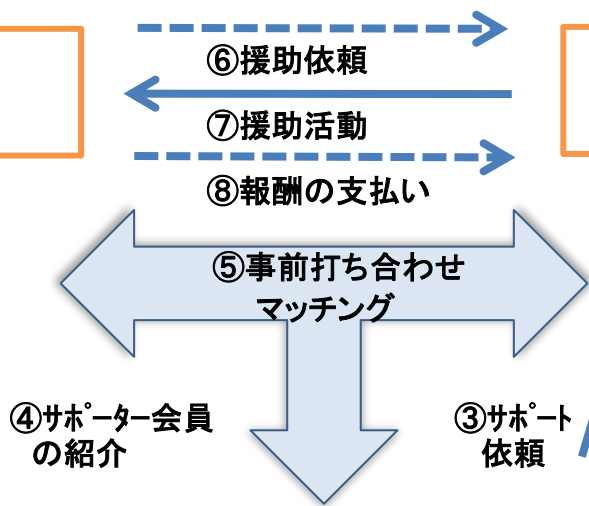 ⑥援助依頼
⑦援助活動
⑧報酬の支払い
⑤事前打ち合わせ
マッチング
④ｻﾎﾟｰﾀｰ会員
の紹介
③ｻﾎﾟｰﾄ
依頼